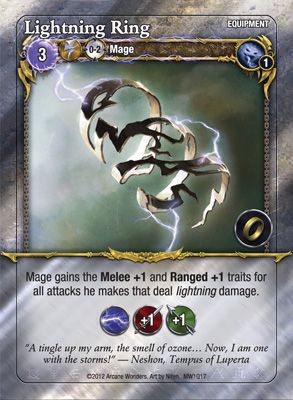 Lightning Ring
EQUIPMENT
3
0-2
Mage
1
Mage gains the Melee +1 and Ranged +1 traits for
all attacks he makes that deal lightning damage.
+1
+1
“A tingle up my arm, the smell of ozone... Now, I am one
with the storms!” — Neshon, Tempus of Luperta
©2012 Arcane Wonders. Art by Niten. MW1I017